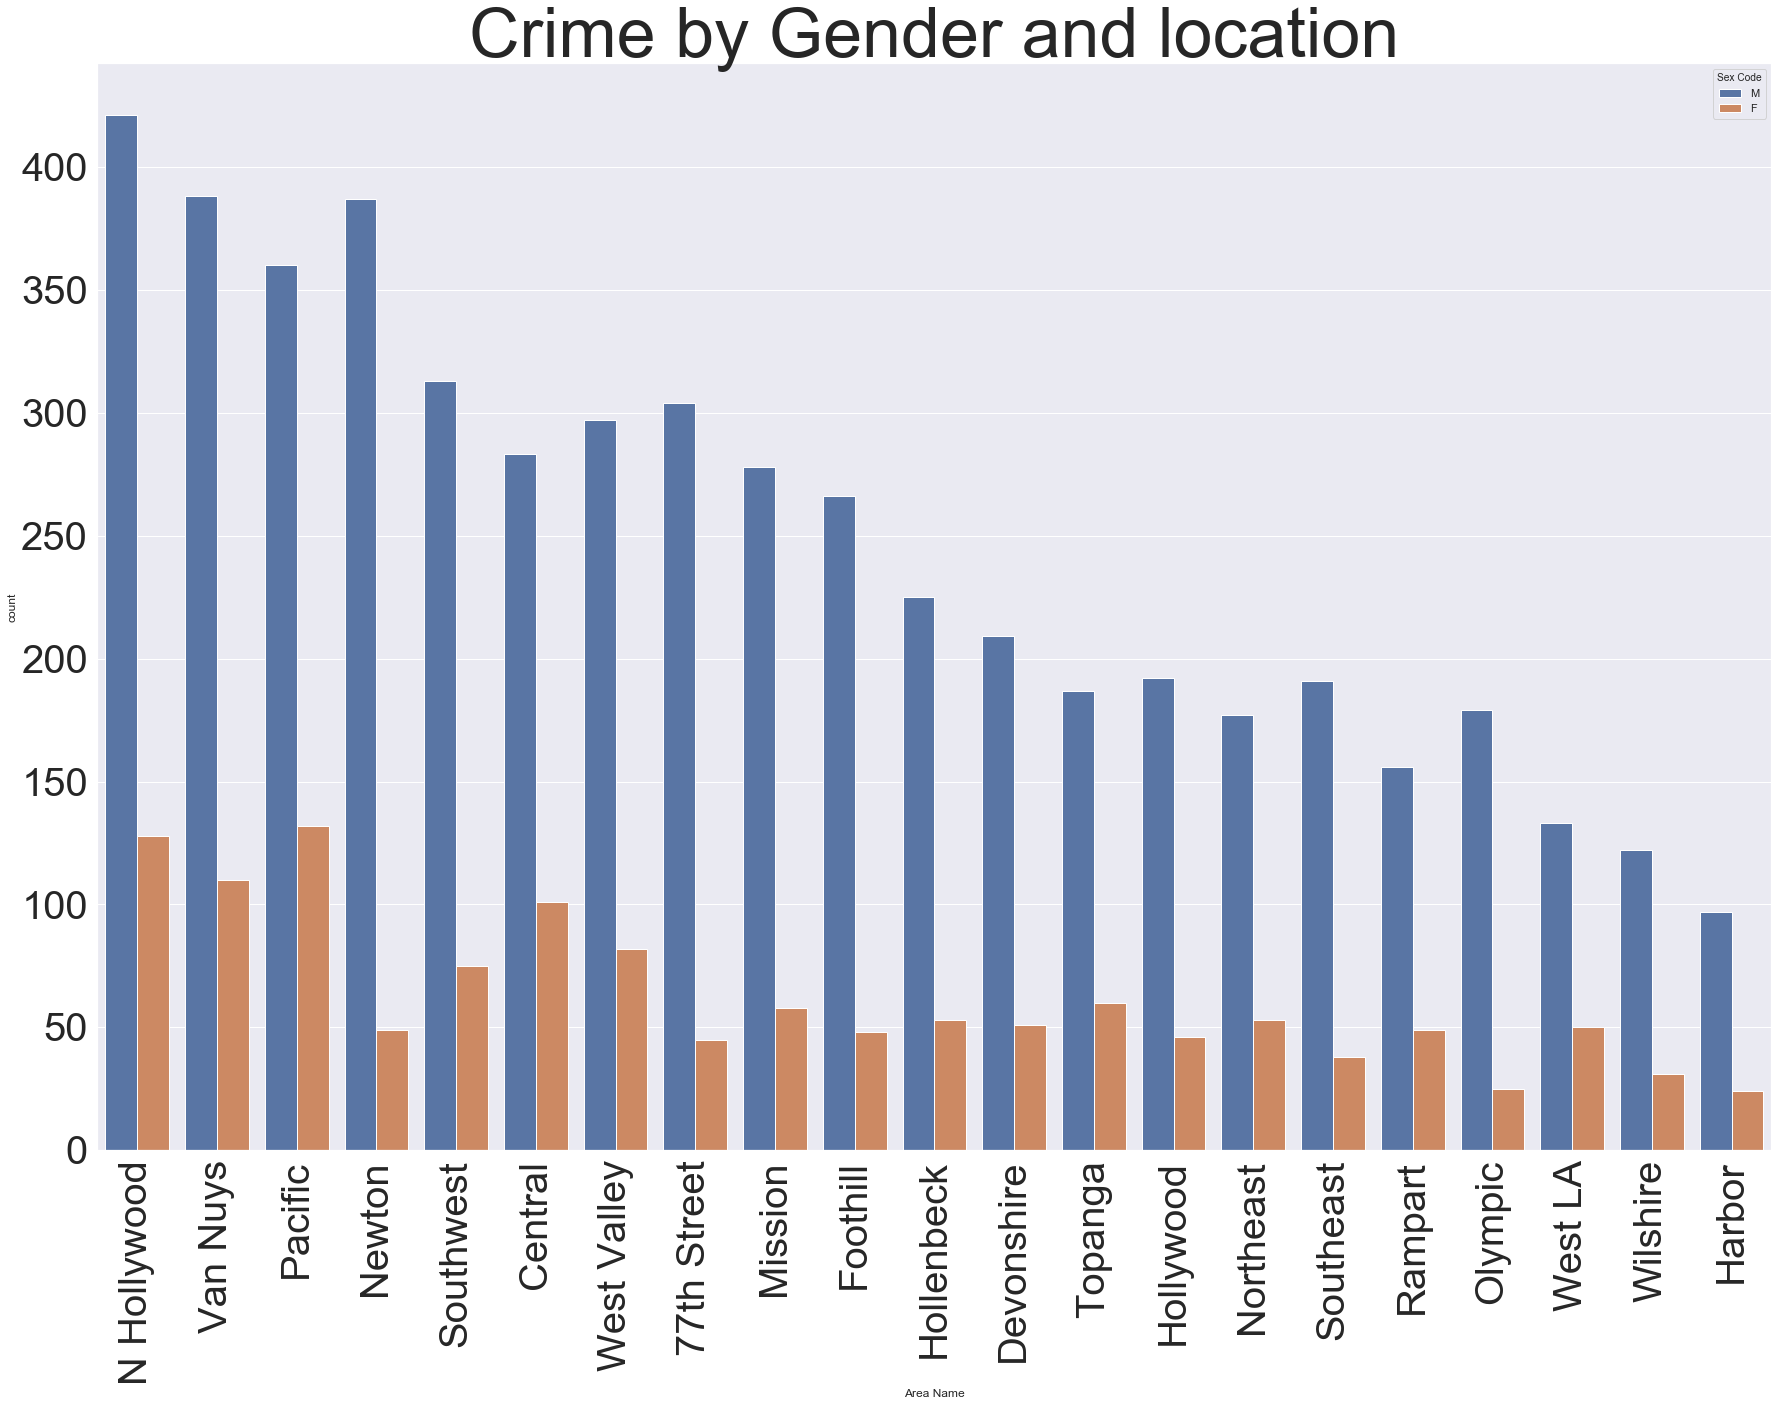 Crime by Gender and location
Sex Code
M
F
400
350
300
250
200
150
100
50
0
count
N Hollywood
Van Nuys
Pacific
Newton
Southwest
Central
West Valley
77th Street
Mission
Foothill
Hollenbeck
Devonshire
Topanga
Hollywood
Northeast
Southeast
Rampart
Olympic
West LA
Wilshire
Harbor
Area Name